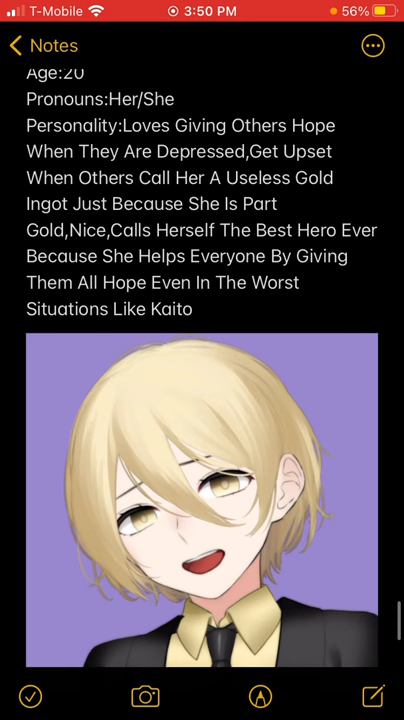 T-Mobile 3:50 PM 56%
Notes
Age:20
Pronouns:Her/She
Personality:Loves Giving Others Hope
When They Are Depressed,Get Upset
When Others Call Her A Useless Gold
Ingot Just Because She Is Part
Gold,Nice,Calls Herself The Best Hero Ever
Because She Helps Everyone By Giving
Them All Hope Even In The Worst
Situations Like Kaito